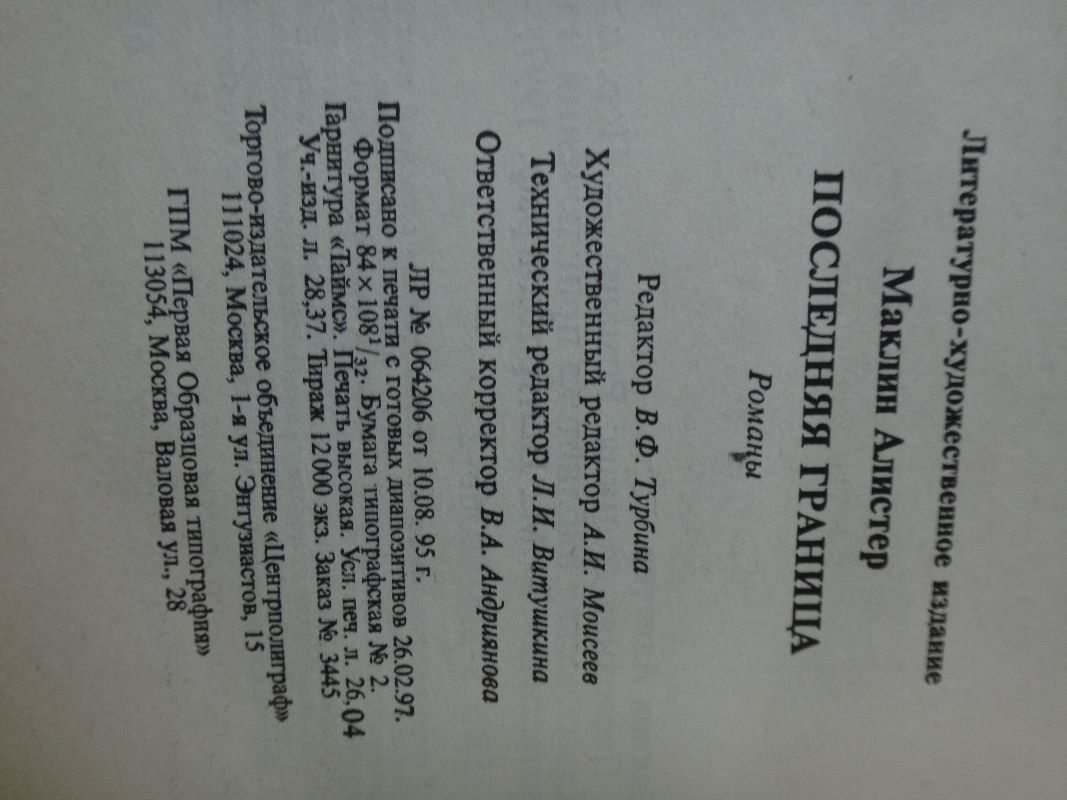 Литературно-художественное издание
Маклин Алистер
ПОСЛЕДНЯЯ ГРАНИЦА
Романы
Редактор В.Ф. Турбина
Художественный редактор А.И. Моисеев
Технический редактор Л.И. Витушкина
Ответственный корректор В.А. Андриянова
ЛР № 064206 от 10.08. 95 г.
Подписано к печати с готовых диапозитивов 26.02.97.
Формат 84×108¹/₃₂. Бумага типографская № 2.
Гарнитура «Таймс». Печать высокая. Усл. печ. л. 26,04
Уч.-изд. л. 28,37. Тираж 12 000 экз. Заказ № 3445
Торгово-издательское объединение «Центрполиграф»
111024, Москва, 1-я ул. Энтузиастов, 15
ГПМ «Первая Образцовая типография»
113054, Москва, Валовая ул., 28